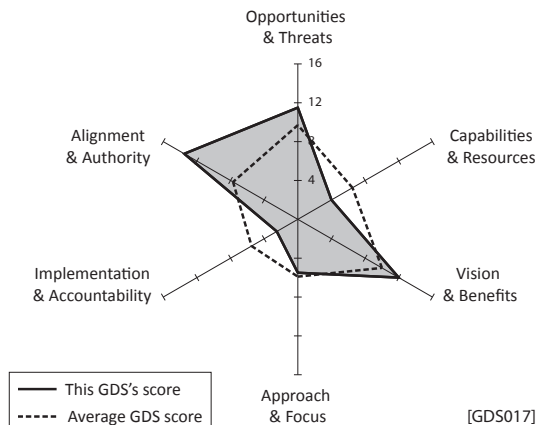 Opportunities
& Threats
16
12
8
4
Alignment
& Authority
Capabilities
& Resources
Implementation
& Accountability
Vision
& Benefits
Approach
& Focus
This GDS's score
Average GDS score
[GDS017]